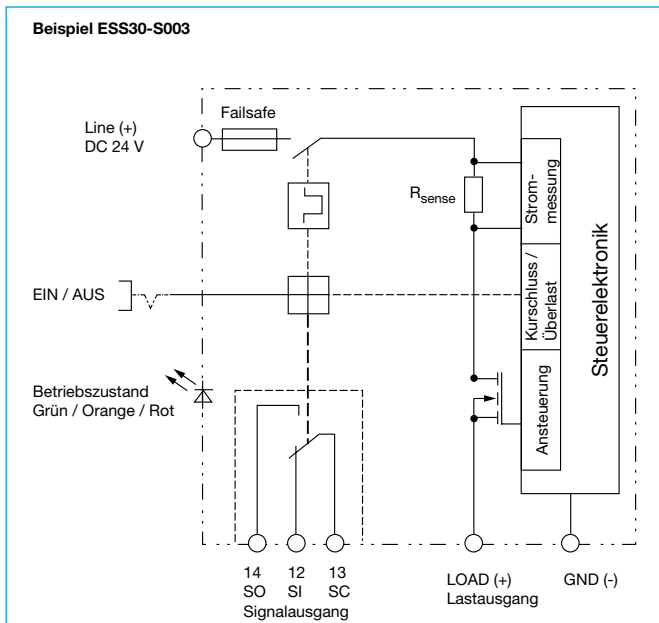 Beispiel ESS30-S003
Failsafe
Line (+)
DC 24 V
Rsense
Strom-
messung
Kurschluss /
Überlast
Ansteuerung
Steuerelektronik
EIN / AUS
Betriebszustand
Grün / Orange / Rot
14
12
13
SO
SI
SC
Signalausgang
LOAD (+)
Lastausgang
GND (-)